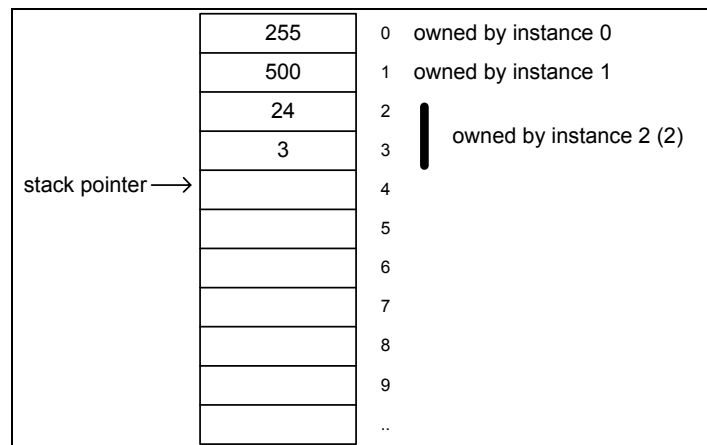 255 0 owned by instance 0
500 1 owned by instance 1
24 2
owned by instance 2 (2)
3 3
stack pointer 4
5
6
7
8
9
..